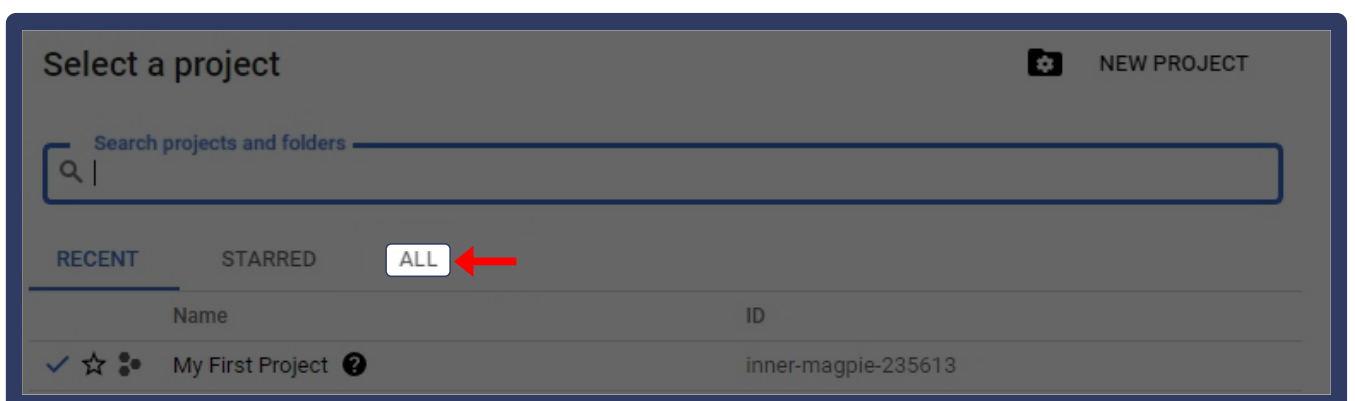 Select a project
NEW PROJECT
Search projects and folders
RECENT STARRED ALL
Name ID
My First Project ? inner-magpie-235613